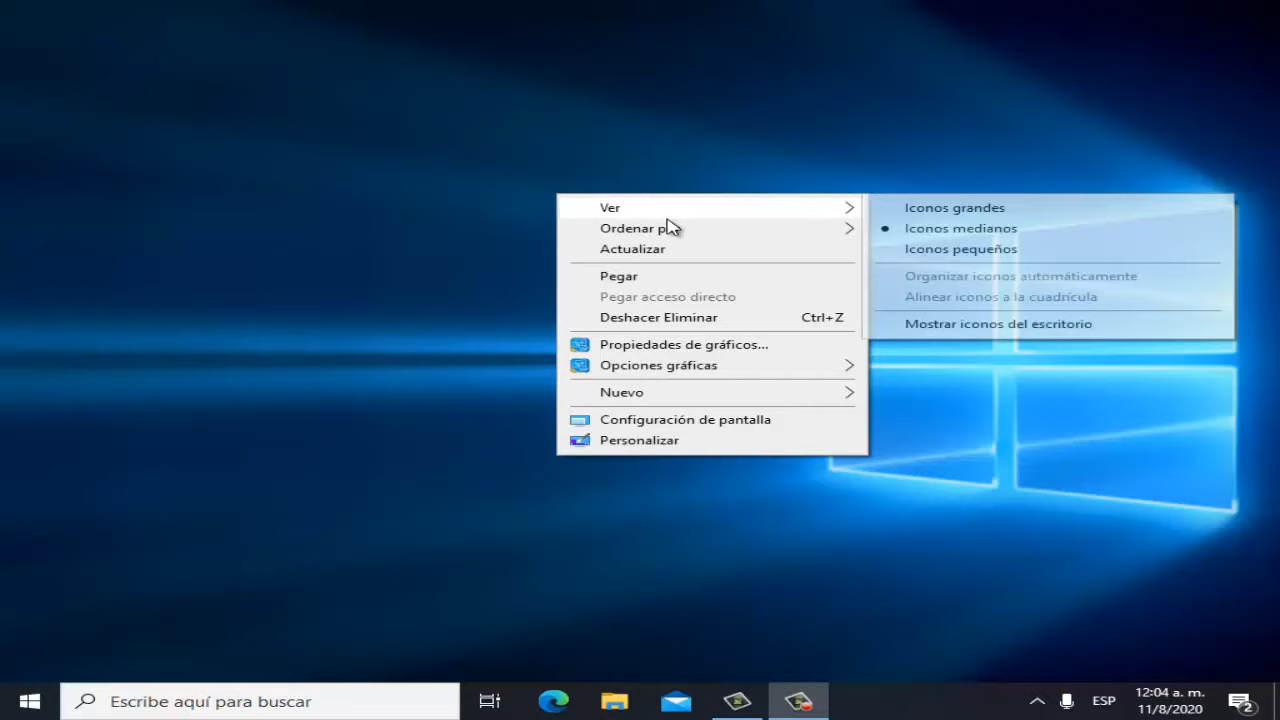 Ver
Ordenar p
Actualizar
Pegar
Pegar acceso directo
Deshacer Eliminar Ctrl+Z
Propiedades de gráficos...
Opciones gráficas
Nuevo
Configuración de pantalla
Personalizar
Iconos grandes
Iconos medianos
Iconos pequeños
Organizar iconos automáticamente
Alinear iconos a la cuadrícula
Mostrar iconos del escritorio
Escribe aquí para buscar
ESP
12:04 a. m.
11/8/2020
2